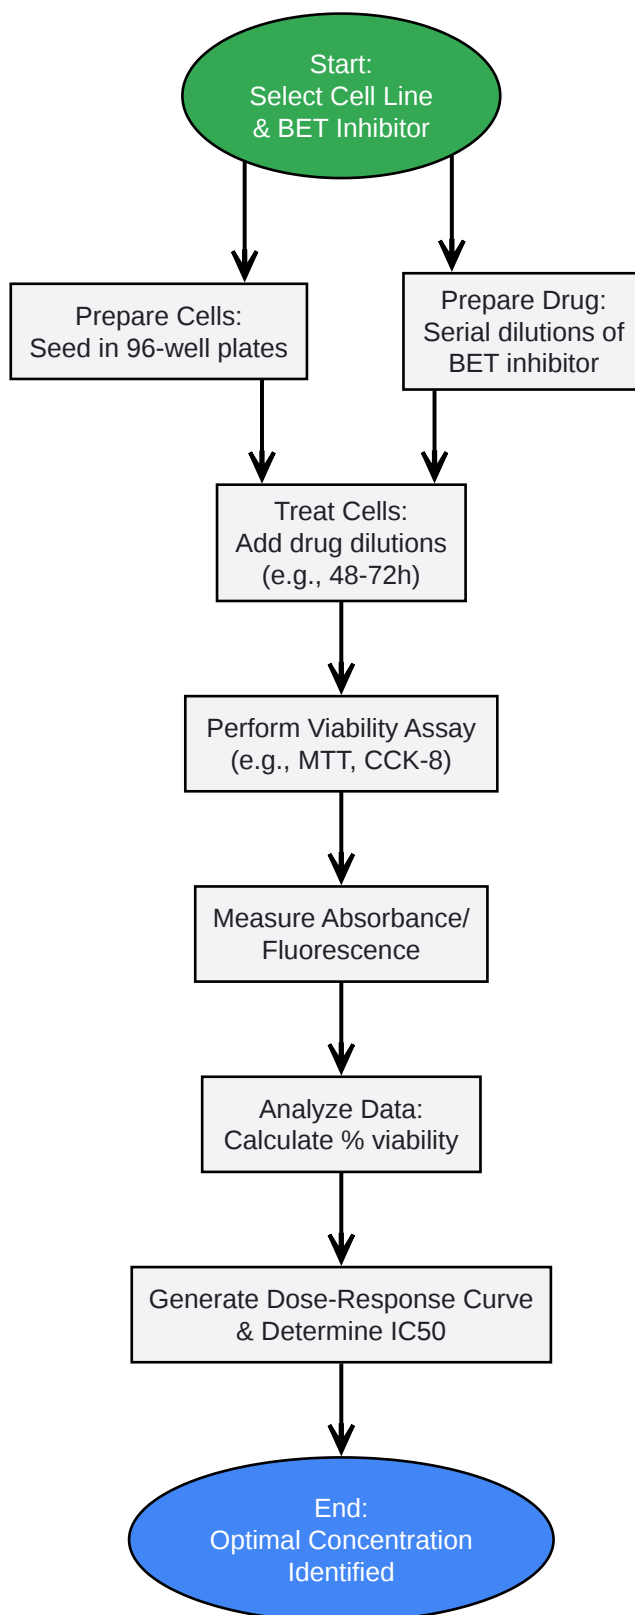 Start:
Select Cell Line
& BET Inhibitor
Prepare Cells:
Seed in 96-well plates
Prepare Drug:
Serial dilutions of
BET inhibitor
Treat Cells:
Add drug dilutions
(e.g., 48-72h)
Perform Viability Assay
(e.g., MTT, CCK-8)
Measure Absorbance/
Fluorescence
Analyze Data:
Calculate % viability
Generate Dose-Response Curve
& Determine IC50
End:
Optimal Concentration
Identified